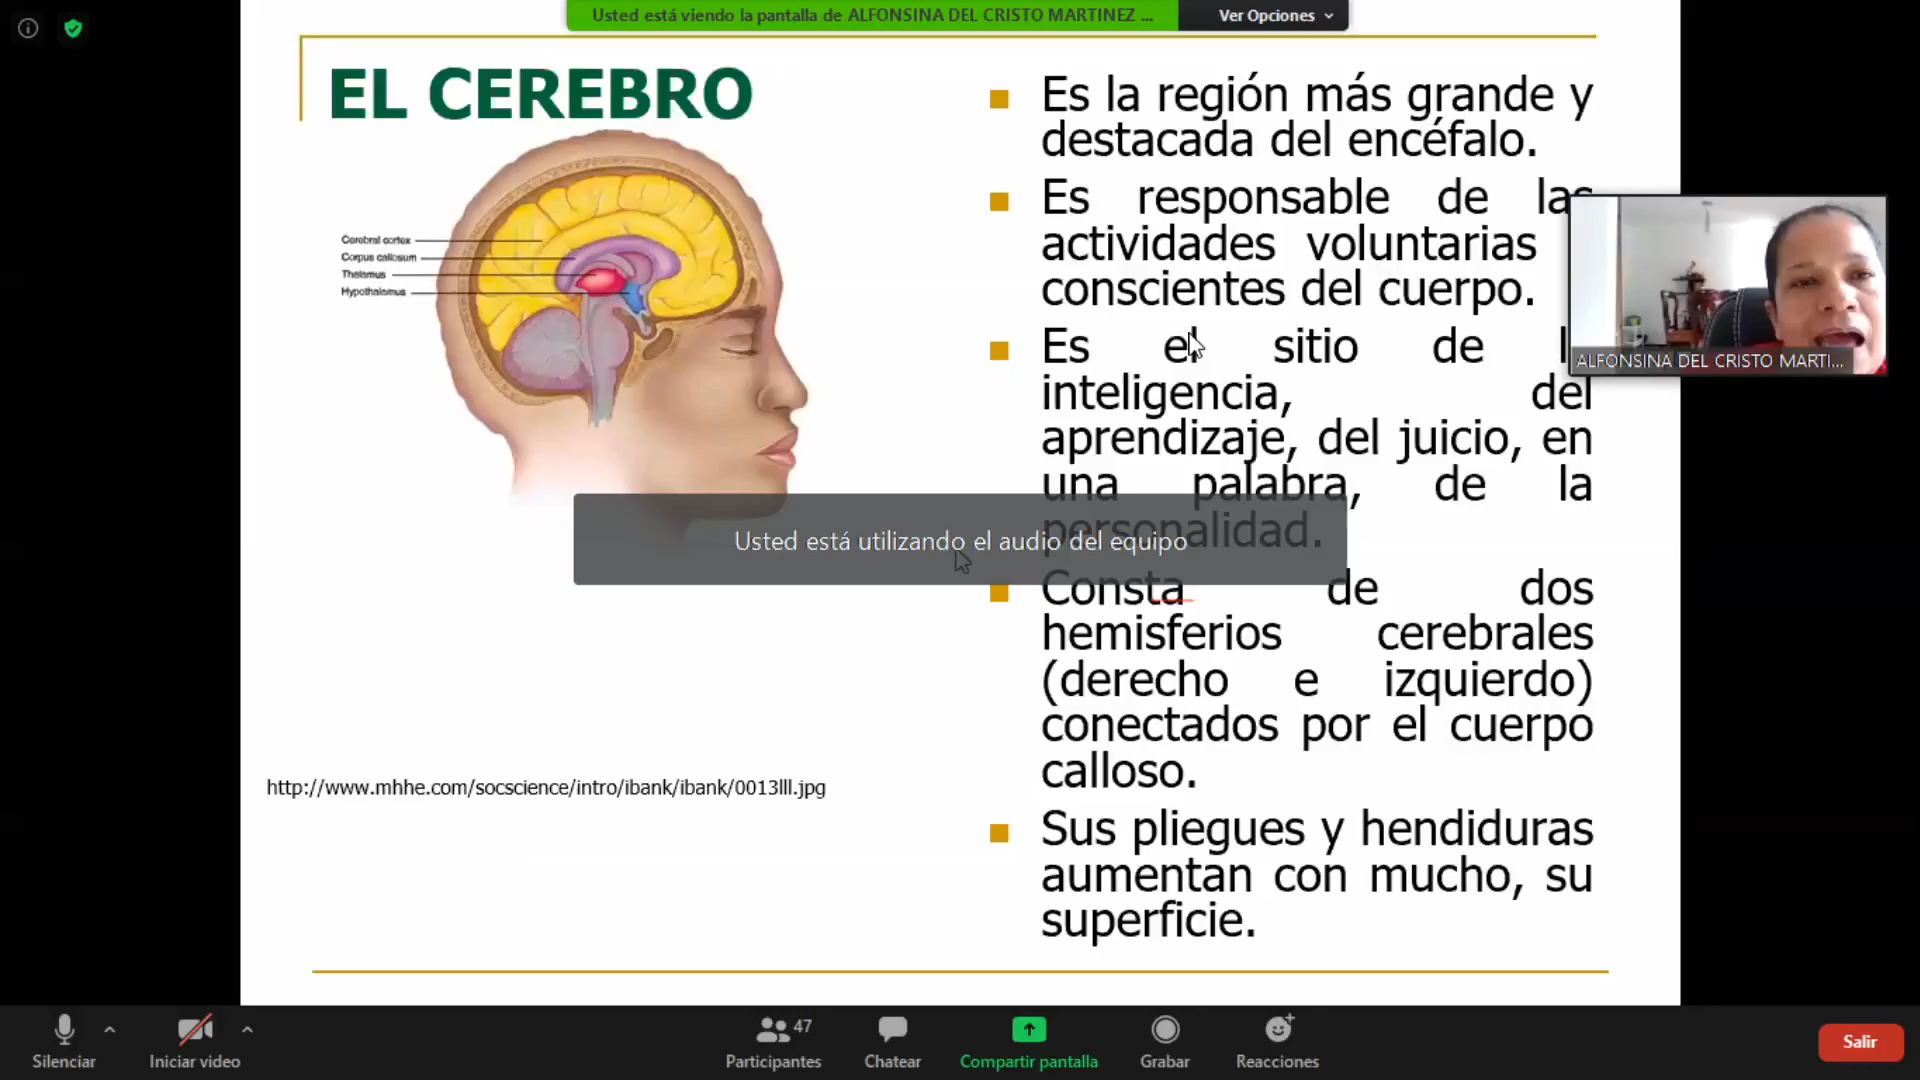 Usted está viendo la pantalla de ALFONSINA DEL CRISTO MARTINEZ ...
Ver Opciones
EL CEREBRO
Cerebral cortex
Corpus callosum
Thalamus
Hypothalamus
http://www.mhhe.com/socscience/intro/ibank/ibank/0013lll.jpg
Es la región más grande y
destacada del encéfalo.
Es responsable de las
actividades voluntarias
conscientes del cuerpo.
Es el sitio de
inteligencia, del
aprendizaje, del juicio, en
una palabra, de la
personalidad.
Consta de dos
hemisferios cerebrales
(derecho e izquierdo)
conectados por el cuerpo
calloso.
Sus pliegues y hendiduras
aumentan con mucho, su
superficie.
Usted está utilizando el audio del equipo
ALFONSINA DEL CRISTO MARTI...
Silenciar
Iniciar video
47
Participantes
Chatear
Compartir pantalla
Grabar
Reacciones
Salir